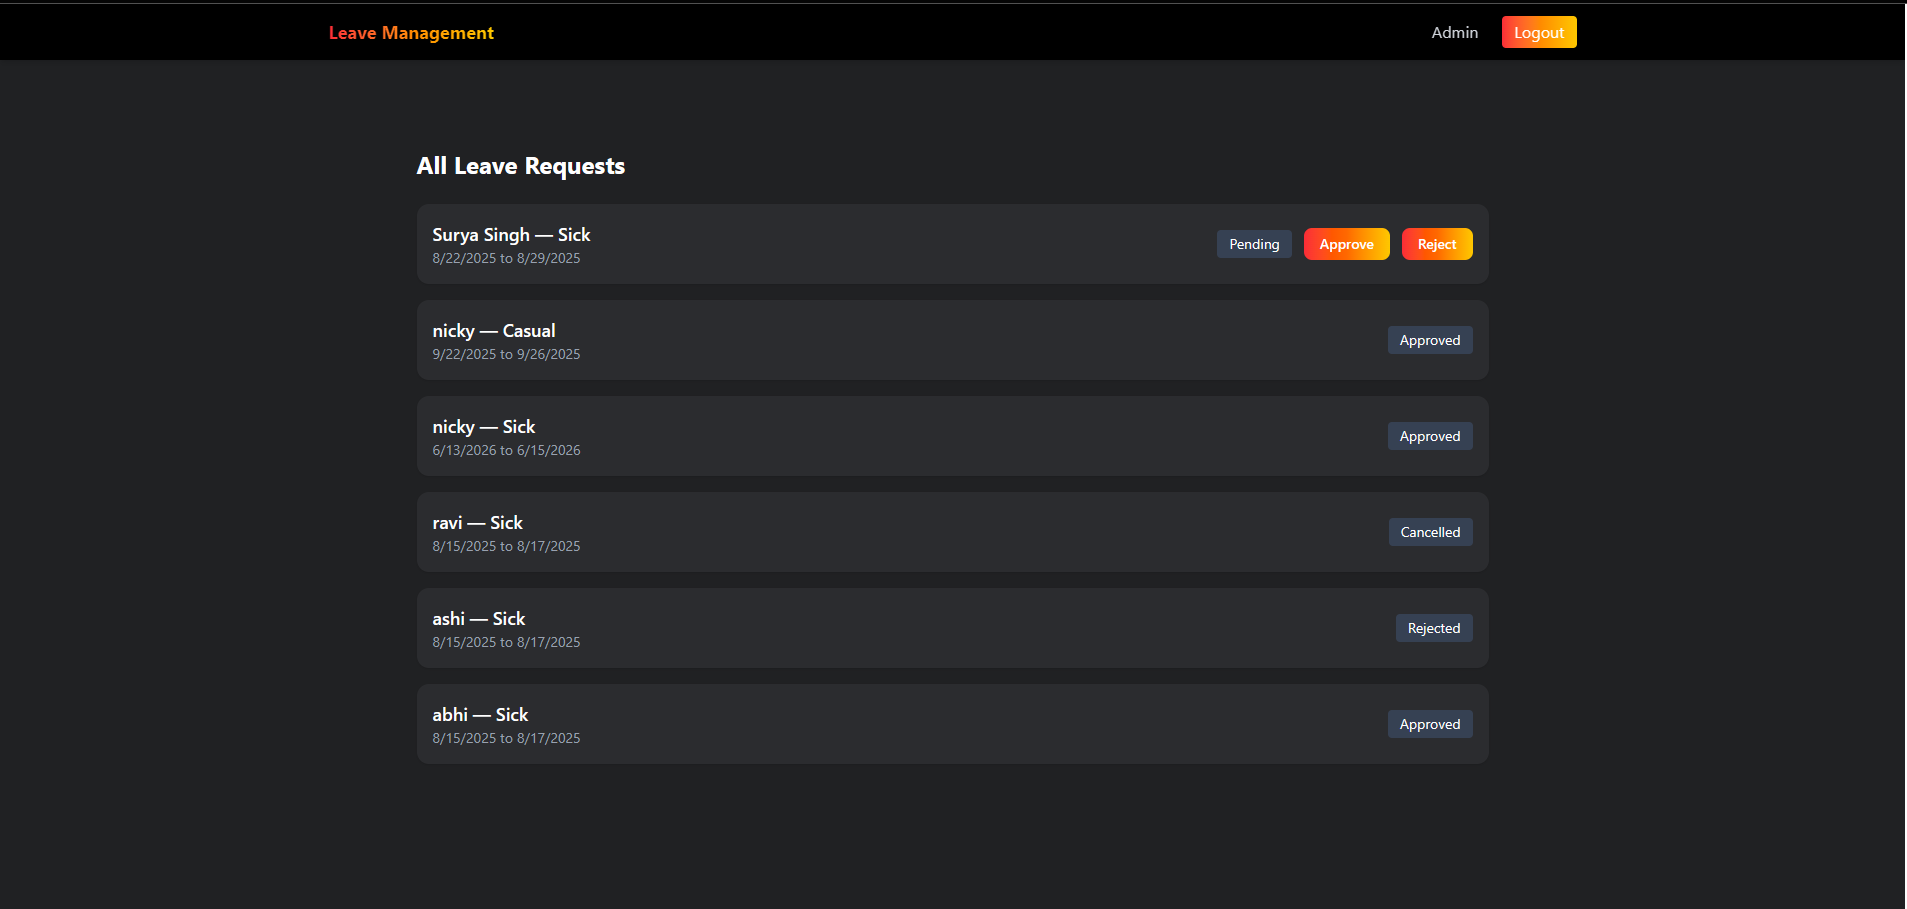 Leave Management
Admin
Logout
All Leave Requests
Surya Singh — Sick
8/22/2025 to 8/29/2025
Pending
Approve
Reject
nicky — Casual
9/22/2025 to 9/26/2025
Approved
nicky — Sick
6/13/2026 to 6/15/2026
Approved
ravi — Sick
8/15/2025 to 8/17/2025
Cancelled
ashi — Sick
8/15/2025 to 8/17/2025
Rejected
abhi — Sick
8/15/2025 to 8/17/2025
Approved